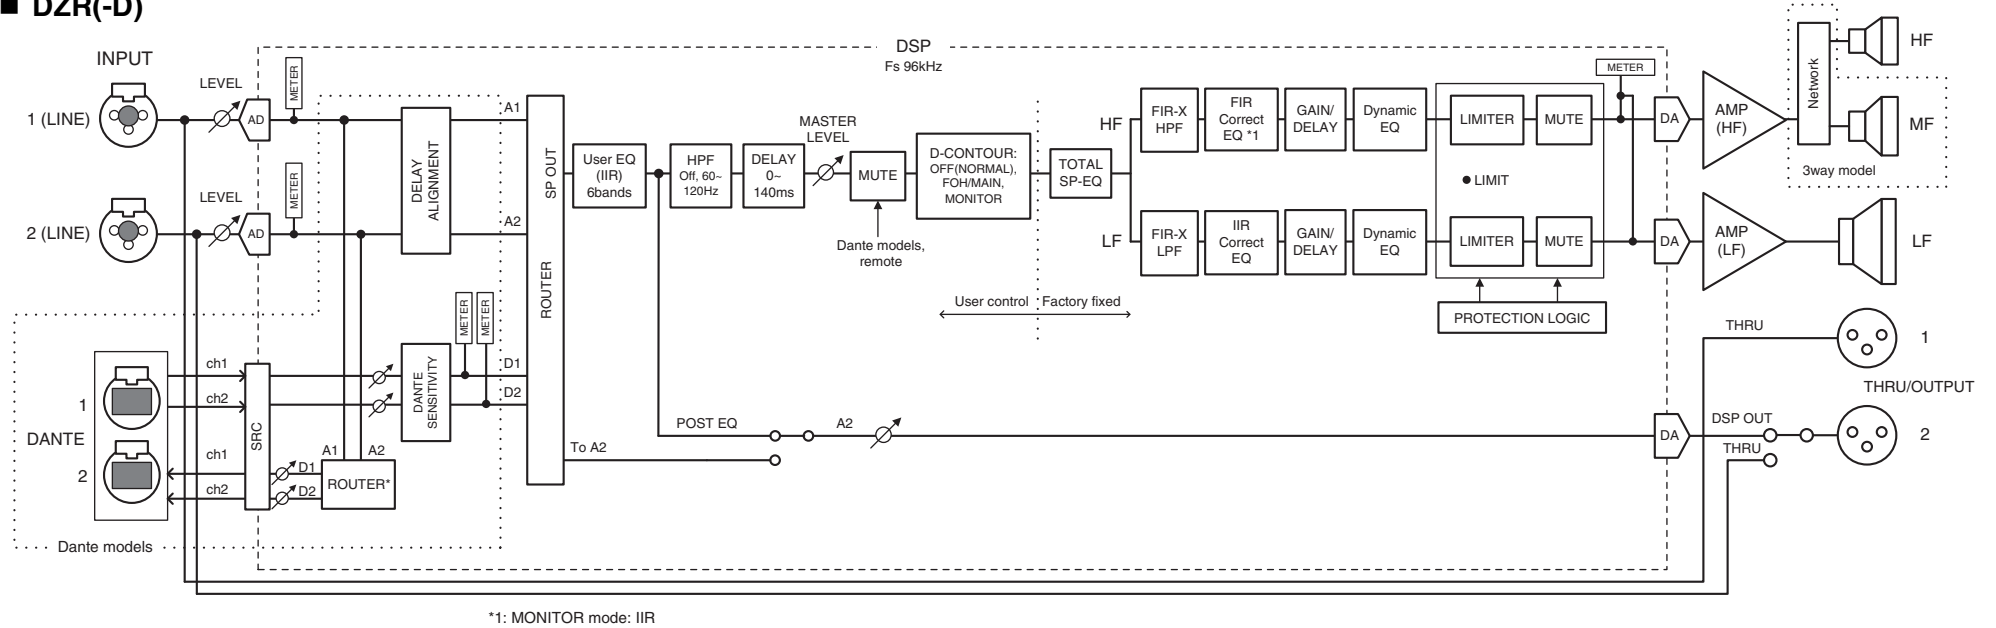 ■ DZR(-D)
INPUT
1 (LINE)
LEVEL
METER
AD
2 (LINE)
LEVEL
METER
AD
DSP
Fs 96kHz
DELAY
ALIGNMENT
A1
A2
SP OUT
ROUTER
User EQ
(IIR)
6bands
HPF
Off, 60~
120Hz
DELAY
0~
140ms
MASTER
LEVEL
MUTE
Dante models,
remote
D-CONTOUR:
OFF(NORMAL),
FOH/MAIN,
MONITOR
User control
Factory fixed
TOTAL
SP-EQ
HF
FIR-X
HPF
FIR
Correct
EQ *1
GAIN/
DELAY
Dynamic
EQ
LIMITER
MUTE
METER
DA
AMP
(HF)
Network
HF
MF
3way model
● LIMIT
LF
FIR-X
LPF
IIR
Correct
EQ
GAIN/
DELAY
Dynamic
EQ
LIMITER
MUTE
DA
AMP
(LF)
LF
PROTECTION LOGIC
DANTE
1
2
ch1
ch2
ch1
ch2
SRC
DANTE
SENSITIVITY
METER
METER
D1
D2
A1
A2
D1
D2
ROUTER*
Dante models
POST EQ
A2
To A2
DA
THRU
1
THRU/OUTPUT
DSP OUT
THRU
2
*1: MONITOR mode: IIR